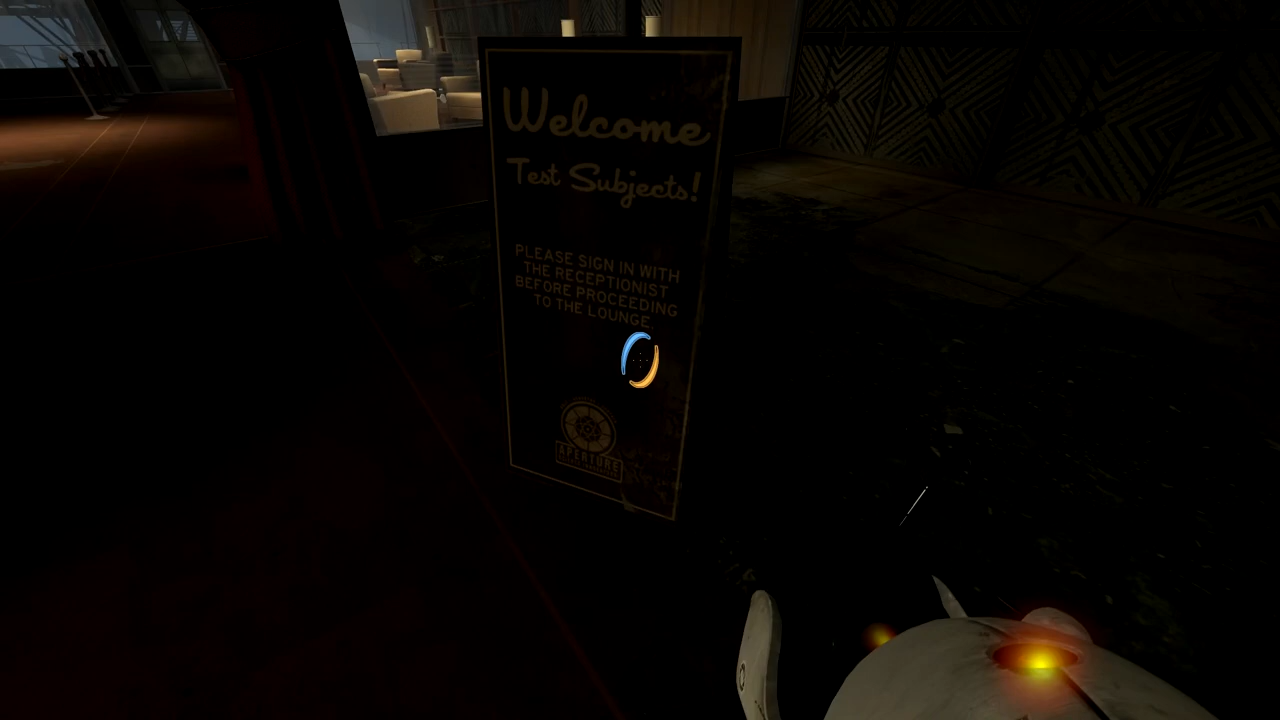 Welcome
Test Subjects!
PLEASE SIGN IN WITH
THE RECEPTIONIST
BEFORE PROCEEDING
TO THE LOUNGE.
APERTURE